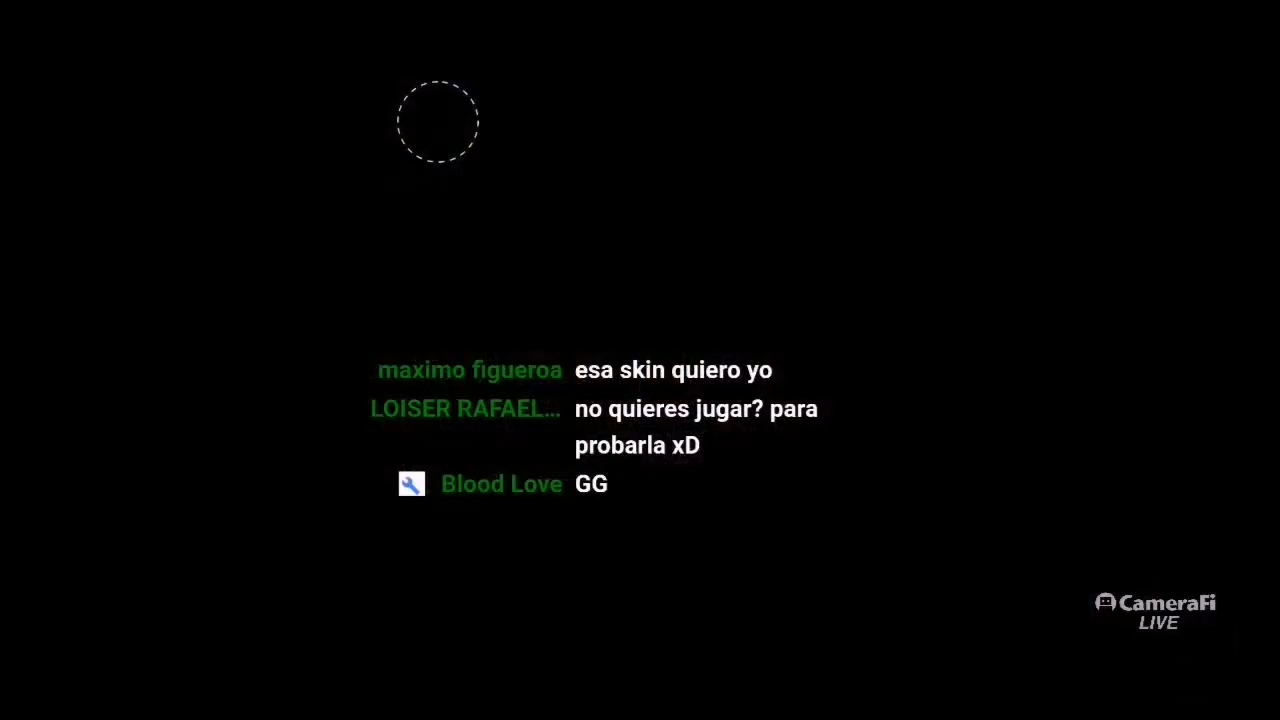 maximo figueroa esa skin quiero yo
LOISER RAFAEL... no quieres jugar? para
probarla xD
Blood Love GG
CameraFi
LIVE